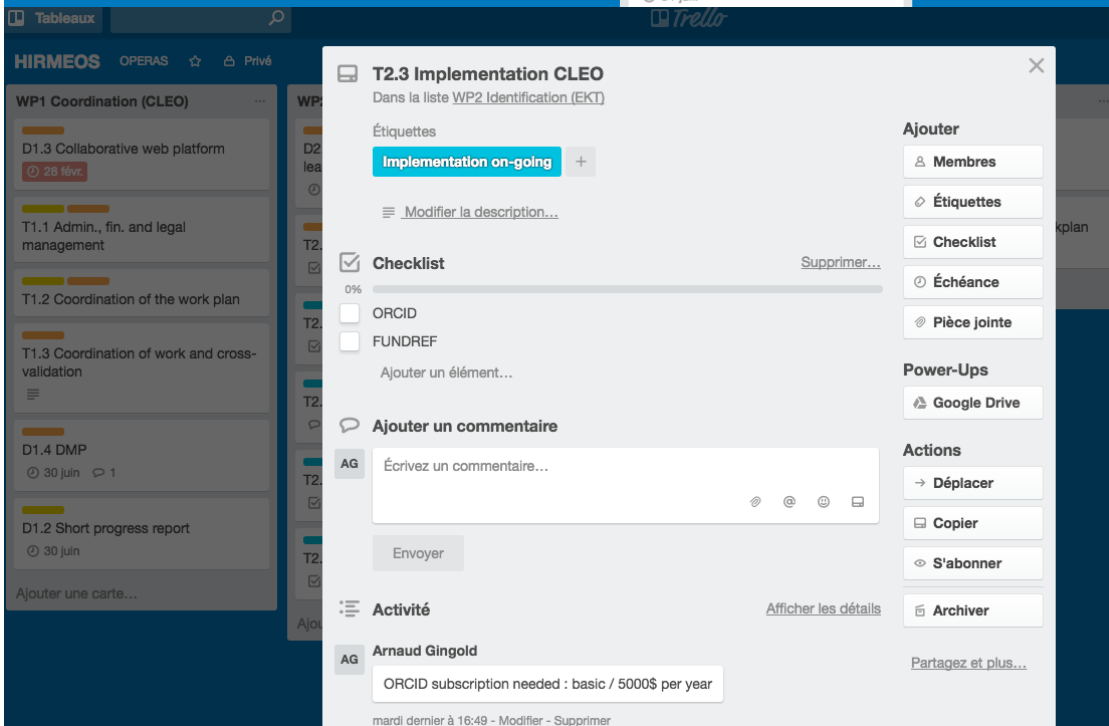 Tableaux
Trello
HIRMEOS OPERAS Privé
WP1 Coordination (CLEO)
D1.3 Collaborative web platform
28 févr.
T1.1 Admin., fin. and legal
management
T1.2 Coordination of the work plan
T1.3 Coordination of work and cross-
validation
D1.4 DMP
30 juin 1
D1.2 Short progress report
30 juin
Ajouter une carte…
T2.3 Implementation CLEO
Dans la liste WP2 Identification (EKT)
Étiquettes
Implementation on-going +
Modifier la description…
Checklist Supprimer…
0%
ORCID
FUNDREF
Ajouter un élément…
Ajouter un commentaire
AG Écrivez un commentaire…
Envoyer
Activité Afficher les détails
AG Arnaud Gingold
ORCID subscription needed : basic / 5000$ per year
mardi dernier à 16:49 - Modifier - Supprimer
Ajouter
Membres
Étiquettes
Checklist
Échéance
Pièce jointe
Power-Ups
Google Drive
Actions
Déplacer
Copier
S'abonner
Archiver
Partagez et plus…